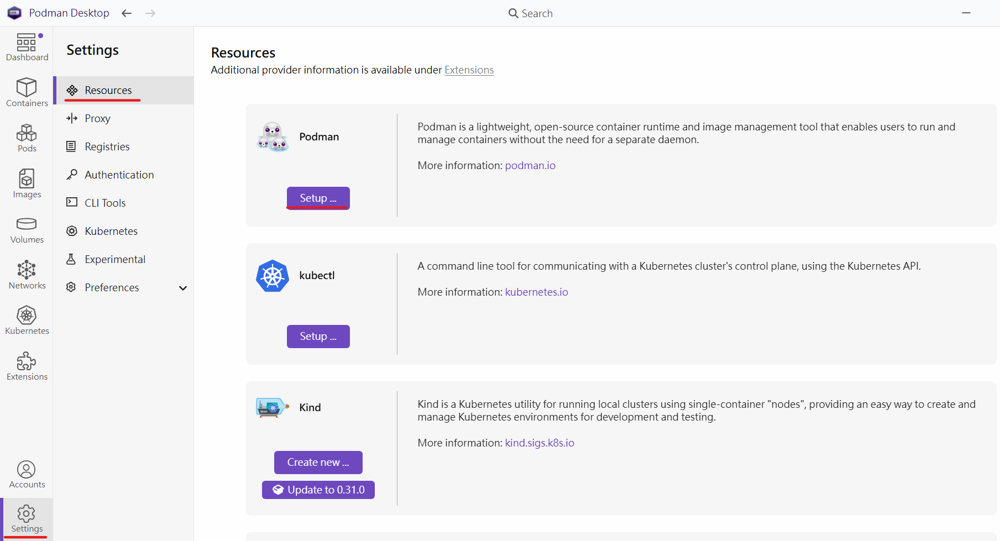 Podman Desktop
Search
Dashboard
Containers
Pods
Images
Volumes
Networks
Kubernetes
Extensions
Accounts
Settings
Settings
Resources
Proxy
Registries
Authentication
CLI Tools
Kubernetes
Experimental
Preferences
Resources
Additional provider information is available under Extensions
Podman
Setup ...
Podman is a lightweight, open-source container runtime and image management tool that enables users to run and
manage containers without the need for a separate daemon.
More information: podman.io
kubectl
Setup ...
A command line tool for communicating with a Kubernetes cluster's control plane, using the Kubernetes API.
More information: kubernetes.io
kind
Kind
Create new ...
Update to 0.31.0
Kind is a Kubernetes utility for running local clusters using single-container "nodes", providing an easy way to create and
manage Kubernetes environments for development and testing.
More information: kind.sigs.k8s.io